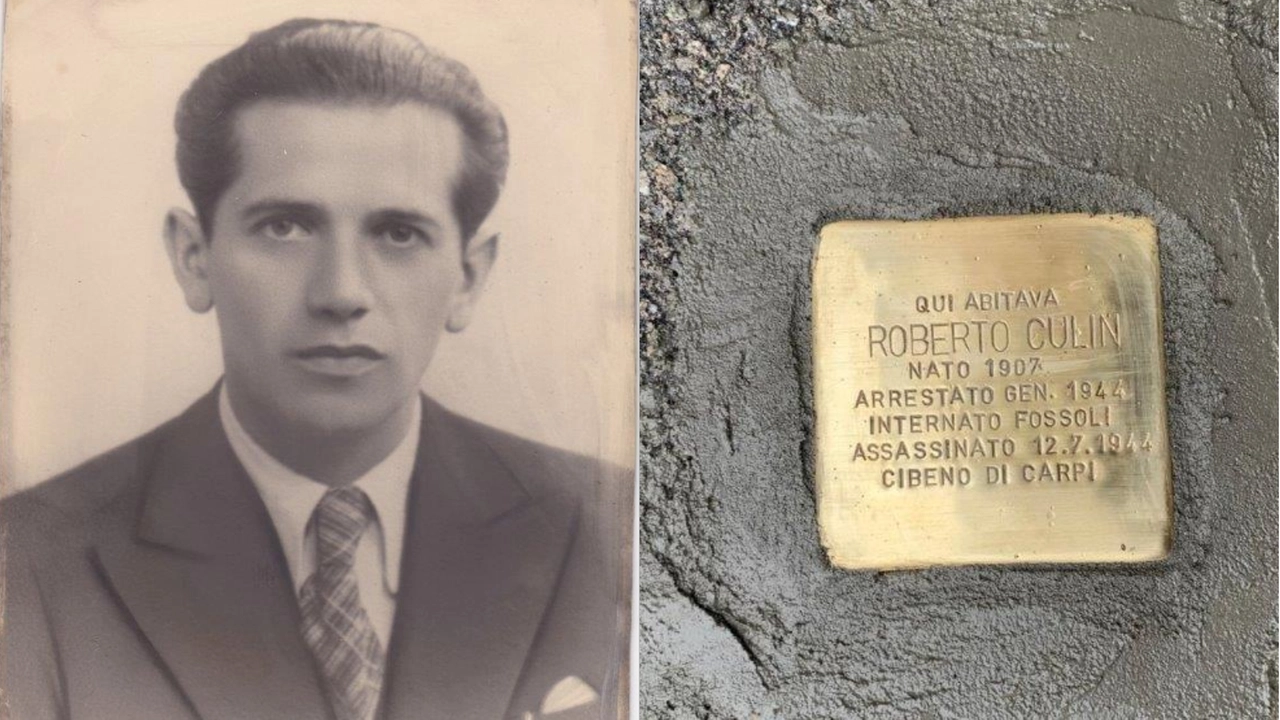 QUI ABITAVA
ROBERTO CULIN
NATO 1907
ARRESTATO GEN. 1944
INTERNATO FOSSOLI
ASSASSINATO 12.7.1944
CIBENO DI CARPI